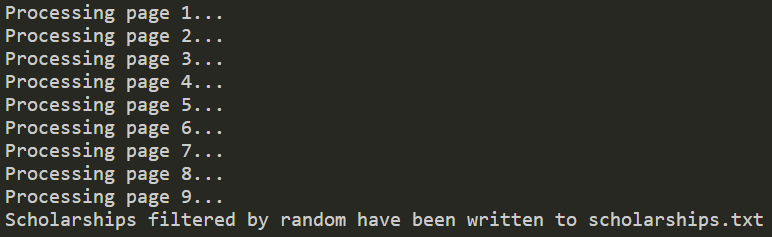 Processing page 1...
Processing page 2...
Processing page 3...
Processing page 4...
Processing page 5...
Processing page 6...
Processing page 7...
Processing page 8...
Processing page 9...
Scholarships filtered by random have been written to scholarships.txt